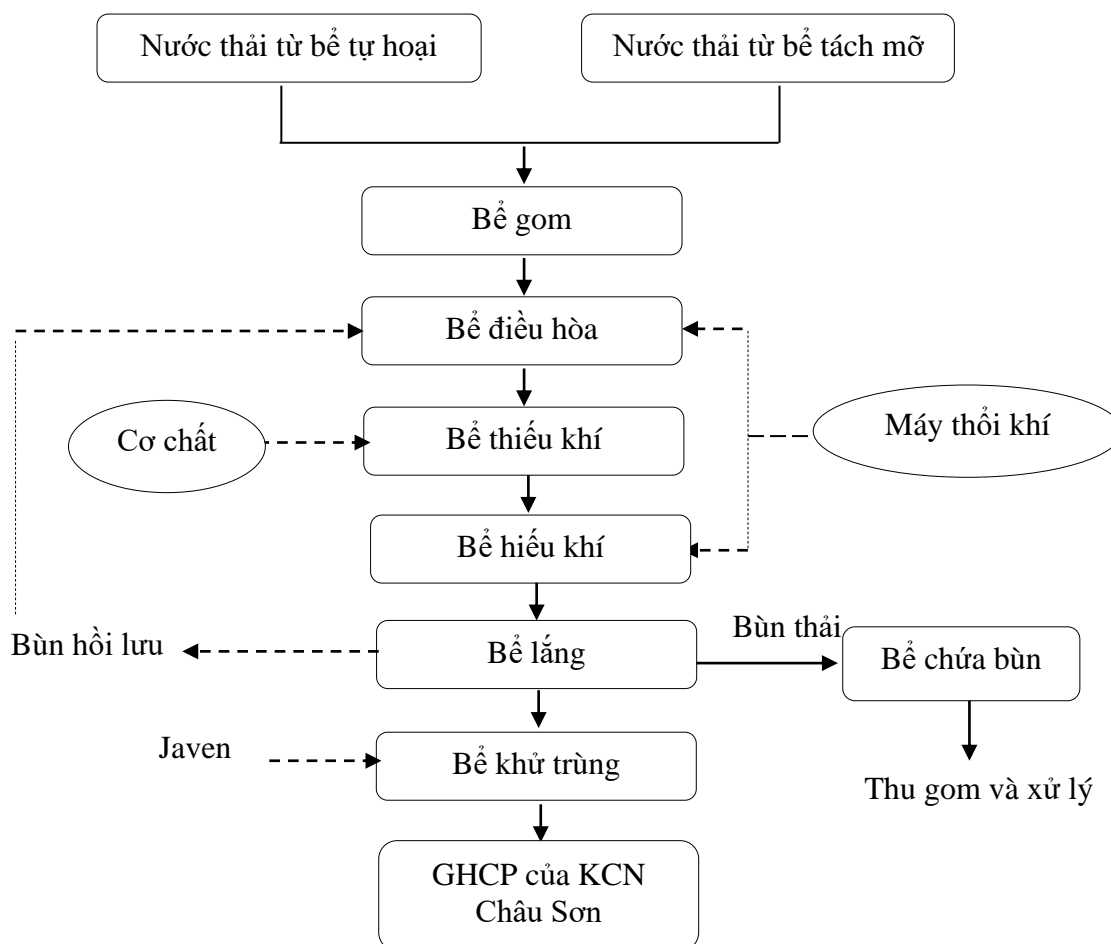 Nước thải từ bể tự hoại
Nước thải từ bể tách mỡ
Bể gom
Bể điều hòa
Cơ chất
Bể thiếu khí
Máy thổi khí
Bể hiếu khí
Bùn hồi lưu
Bể lắng
Bùn thải
Bể chứa bùn
Javen
Bể khử trùng
Thu gom và xử lý
GHCP của KCN
Châu Sơn